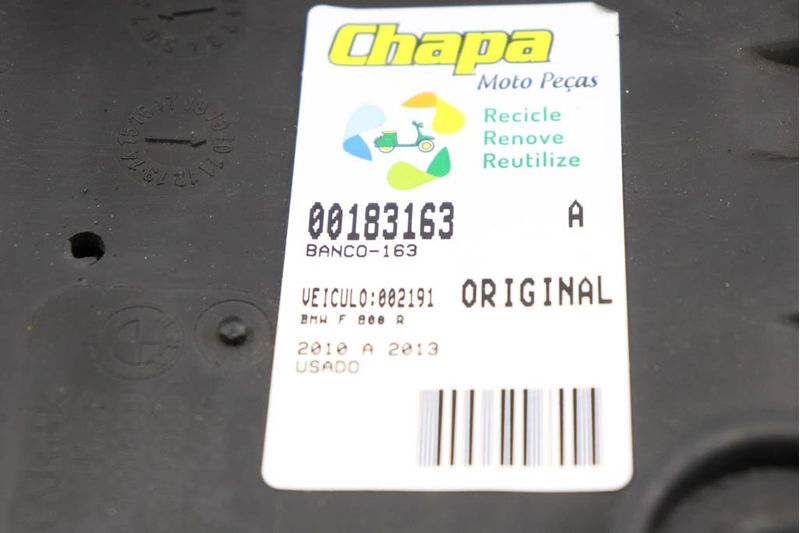 Chapa
Moto Peças
Recicle
Renove
Reutilize
00183163 A
BANCO-163
VEICULO:002191 ORIGINAL
BMW F 800 R
2010 A 2013
USADO